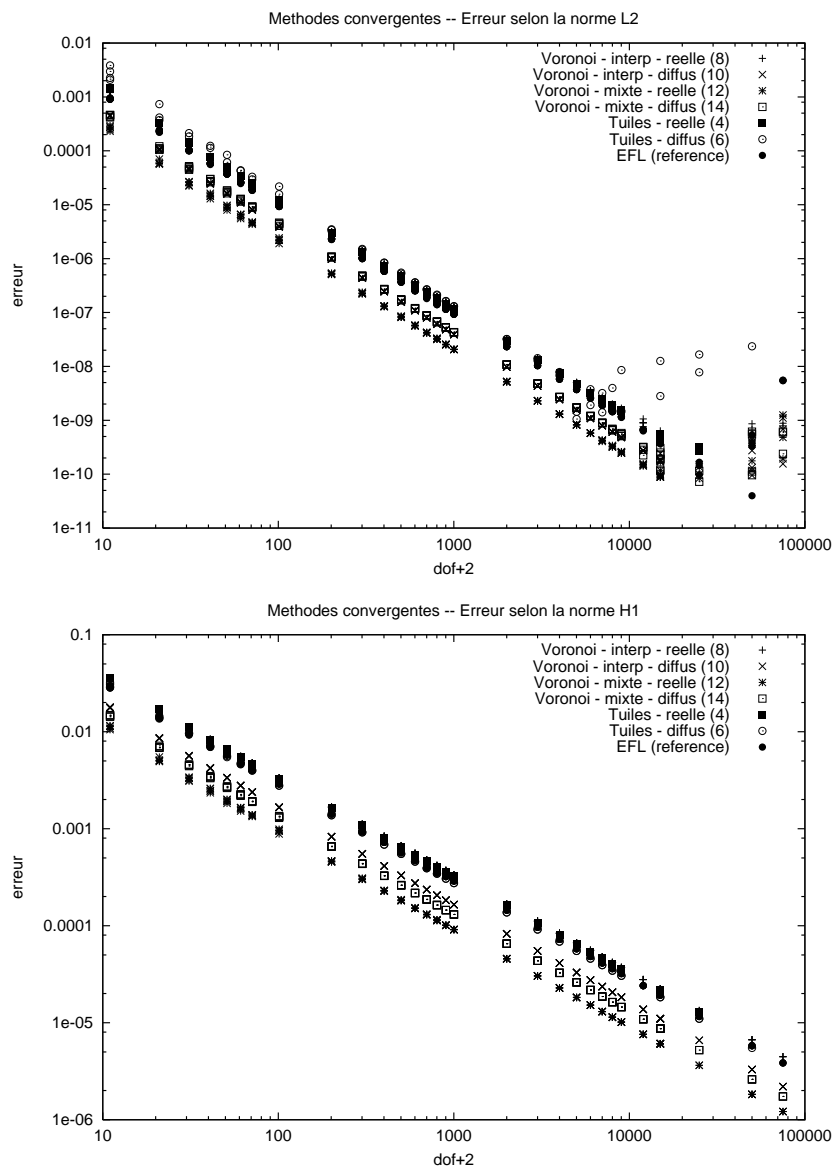 Methodes convergentes -- Erreur selon la norme L2
0.01
0.001
0.0001
1e-05
1e-06
1e-07
1e-08
1e-09
1e-10
1e-11
erreur
Voronoi - interp - reelle (8)
Voronoi - interp - diffus (10)
Voronoi - mixte - reelle (12)
Voronoi - mixte - diffus (14)
Tuiles - reelle (4)
Tuiles - diffus (6)
EFL (reference)
10 100 1000 10000 100000
dof+2
Methodes convergentes -- Erreur selon la norme H1
0.1
0.01
0.001
0.0001
1e-05
1e-06
erreur
Voronoi - interp - reelle (8)
Voronoi - interp - diffus (10)
Voronoi - mixte - reelle (12)
Voronoi - mixte - diffus (14)
Tuiles - reelle (4)
Tuiles - diffus (6)
EFL (reference)
10 100 1000 10000 100000
dof+2